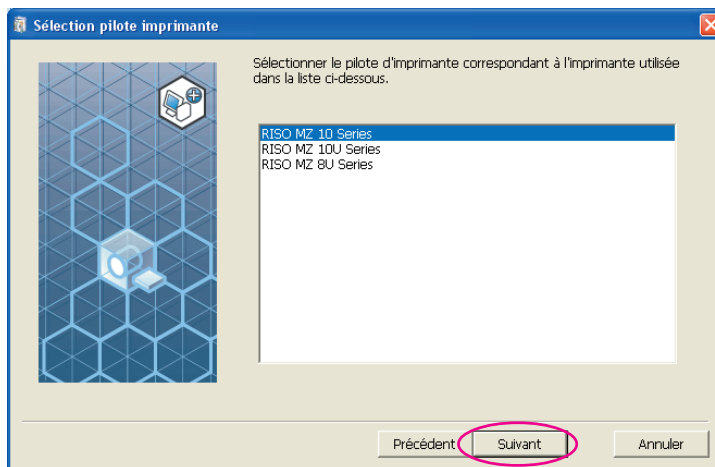 Sélection pilote imprimante
Sélectionner le pilote d'imprimante correspondant à l'imprimante utilisée
dans la liste ci-dessous.
RISO MZ 10 Series
RISO MZ 10U Series
RISO MZ 8U Series
Précédent Suivant Annuler